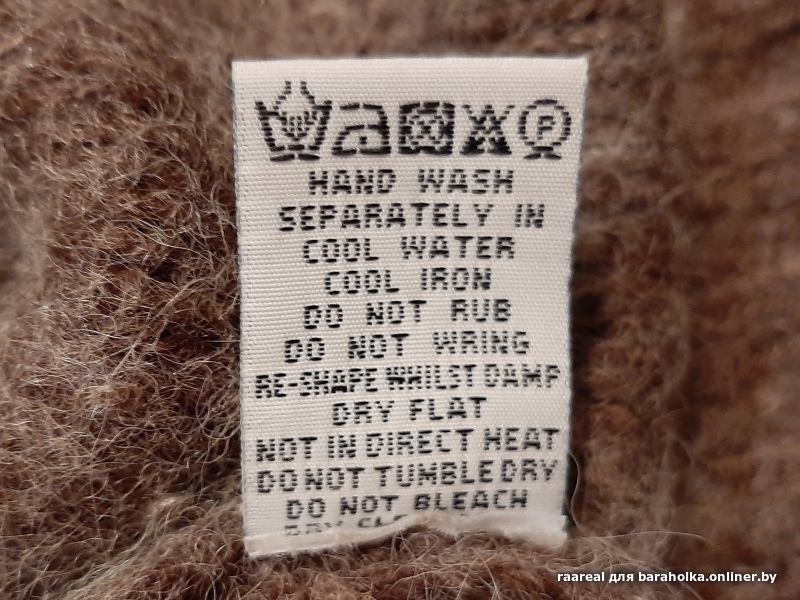 P
HAND WASH
SEPARATELY IN
COOL WATER
COOL IRON
DO NOT RUB
DO NOT WRING
RE-SHAPE WHILST DAMP
DRY FLAT
NOT IN DIRECT HEAT
DO NOT TUMBLE DRY
DO NOT BLEACH
DRY
raareal для baraholka.onliner.by